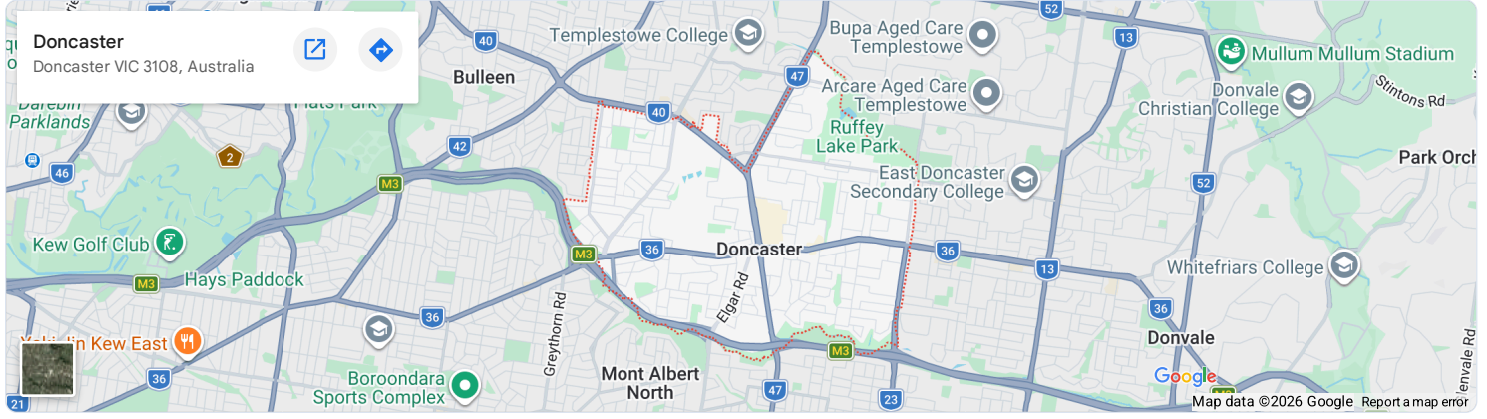 Doncaster
Doncaster VIC 3108, Australia
40
Templestowe College
Bupa Aged Care
Templestowe
52
13
Mullum Mullum Stadium
Bulleen
47
Arcare Aged Care
Templestowe
Donvale
Christian College
Stintons Rd
Darebin
Parklands
Flats Park
40
Ruffey
Lake Park
2
42
46
M3
East Doncaster
Secondary College
52
Park Orch
Kew Golf Club
M3
36
Doncaster
36
13
Whitefriars College
M3
Hays Paddock
Elgar Rd
Greythorn Rd
36
36
Kew East
M3
Donvale
Mont Albert
North
Boroondara
Sports Complex
36
47
23
21
Google
Map data ©2026 Google
Report a map error